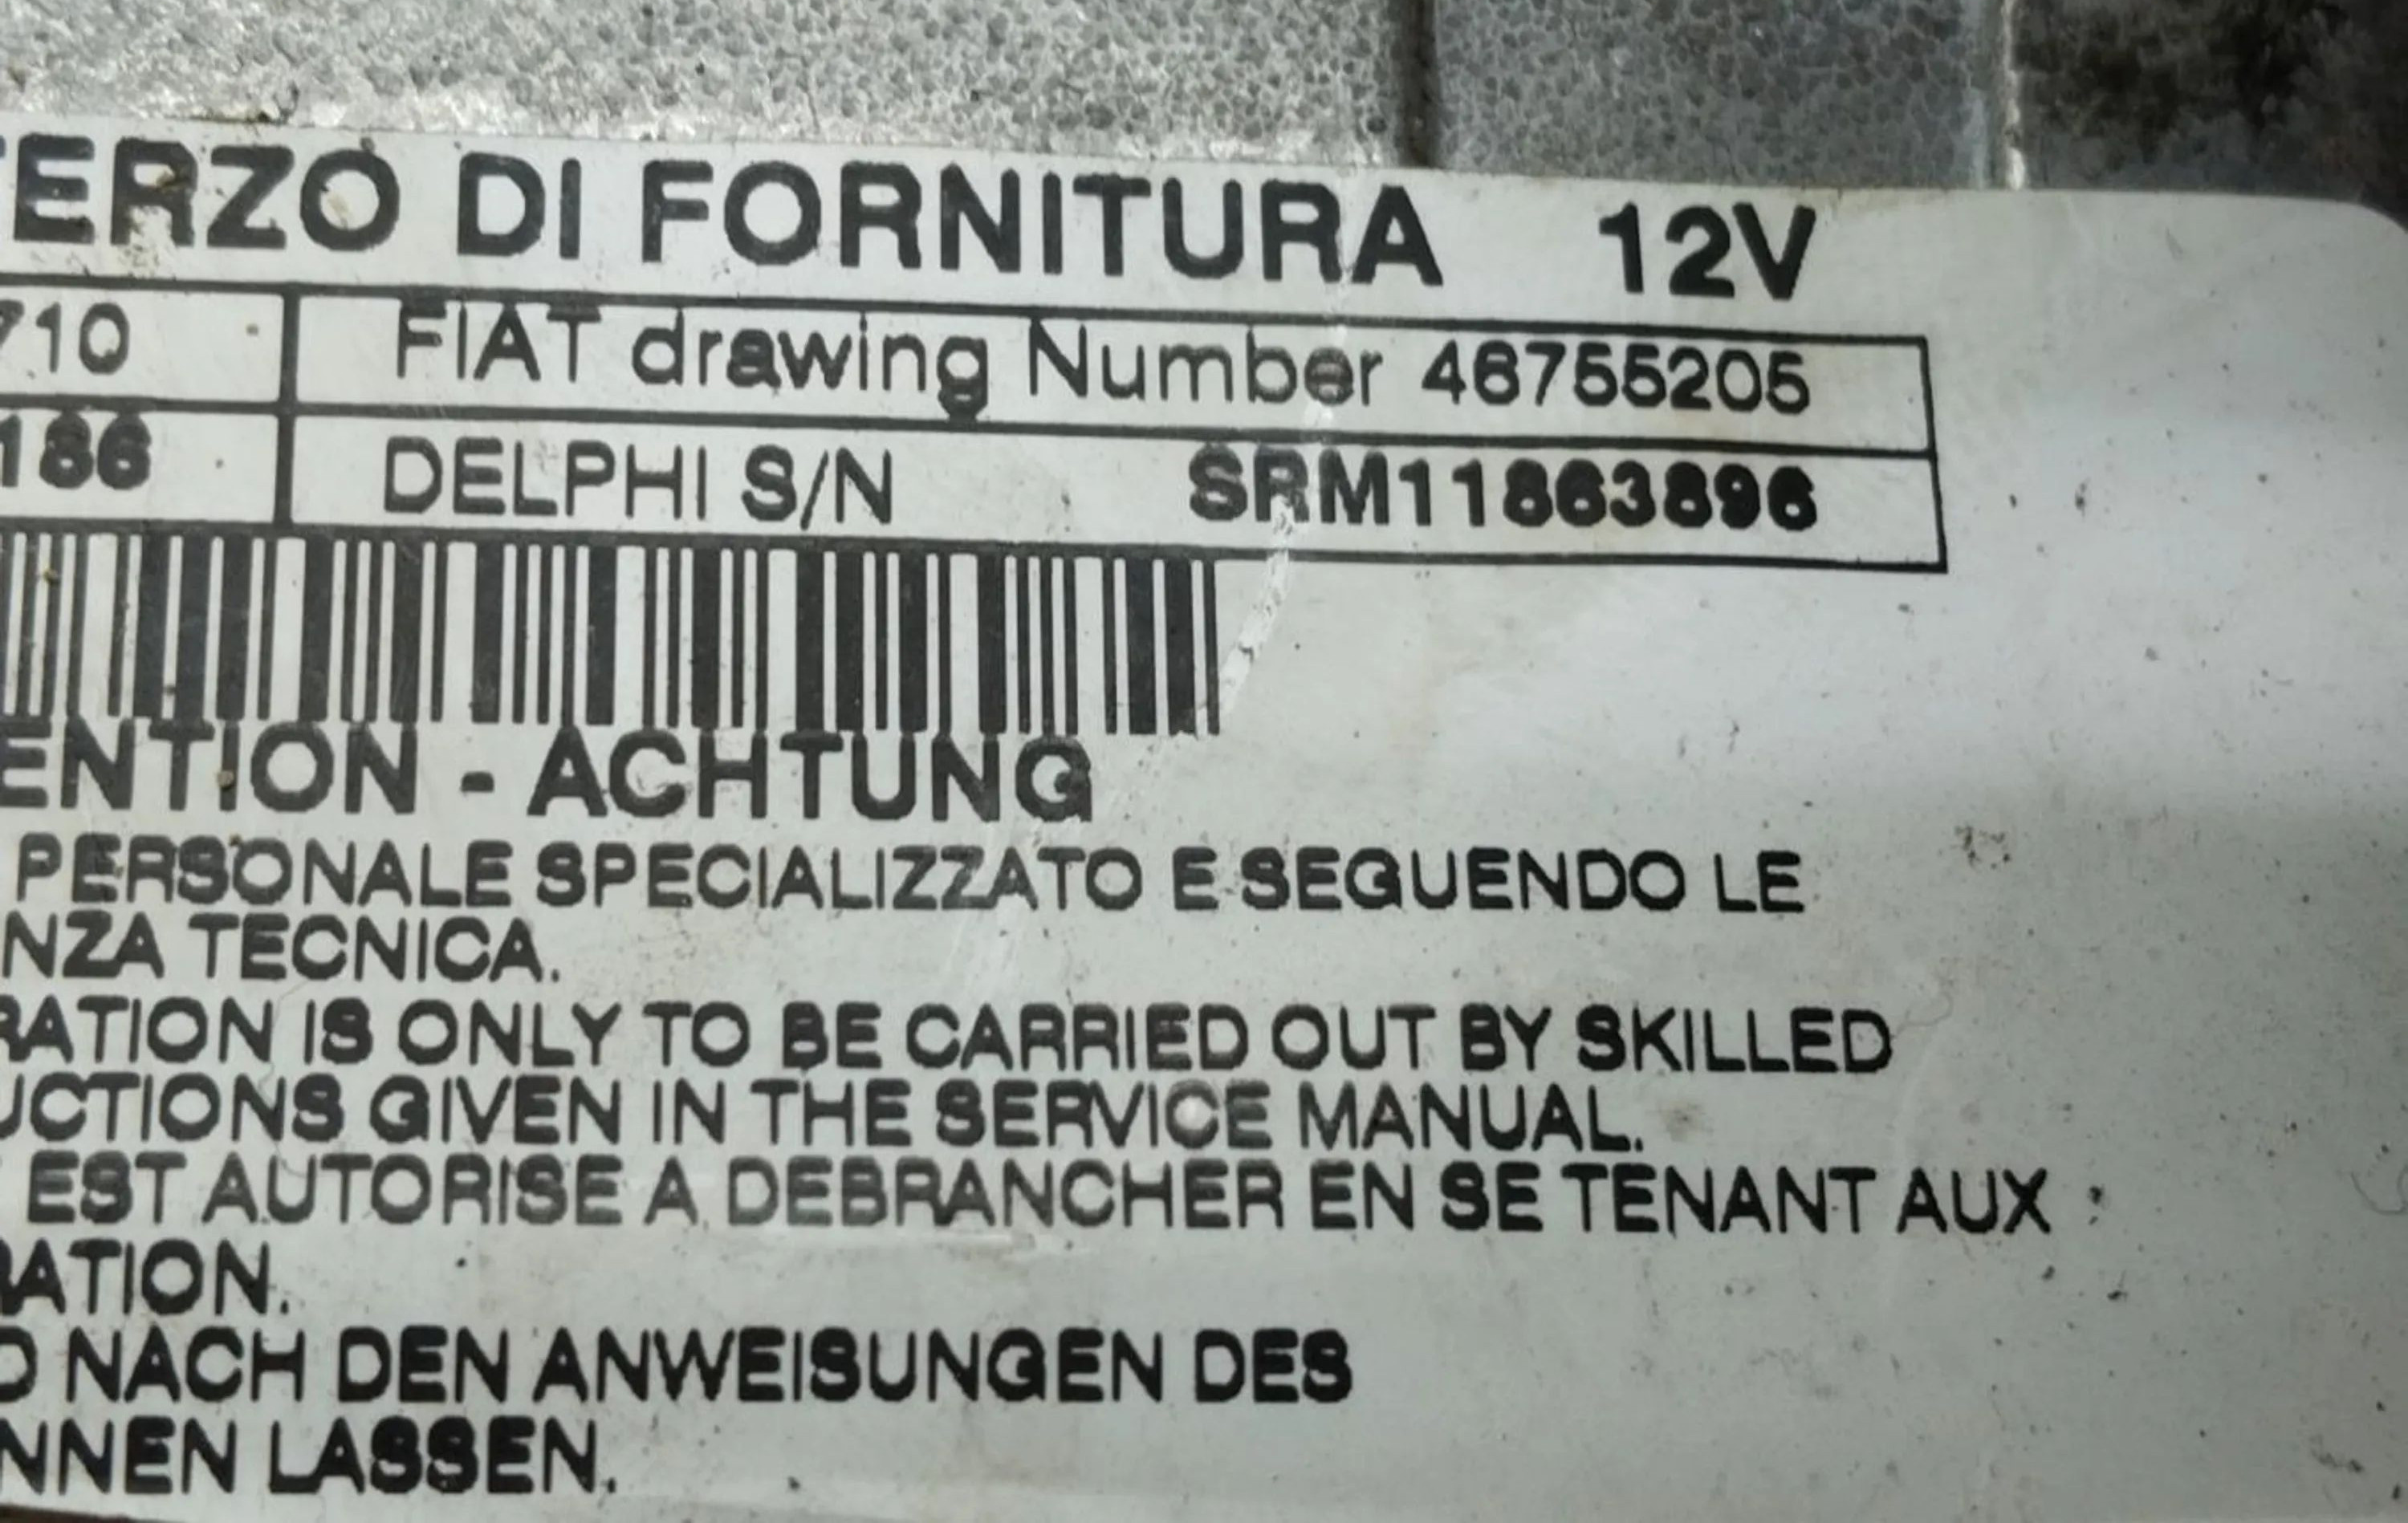 TERZO DI FORNITURA 12V
710 FIAT drawing Number 46755205
186 DELPHI S/N SRM11863896
ENTION - ACHTUNG
PERSONALE SPECIALIZZATO E SEGUENDO LE
NZA TECNICA.
RATION IS ONLY TO BE CARRIED OUT BY SKILLED
UCTIONS GIVEN IN THE SERVICE MANUAL.
EST AUTORISE A DEBRANCHER EN SE TENANT AUX
RATION.
D NACH DEN ANWEISUNGEN DES
NNEN LASSEN.